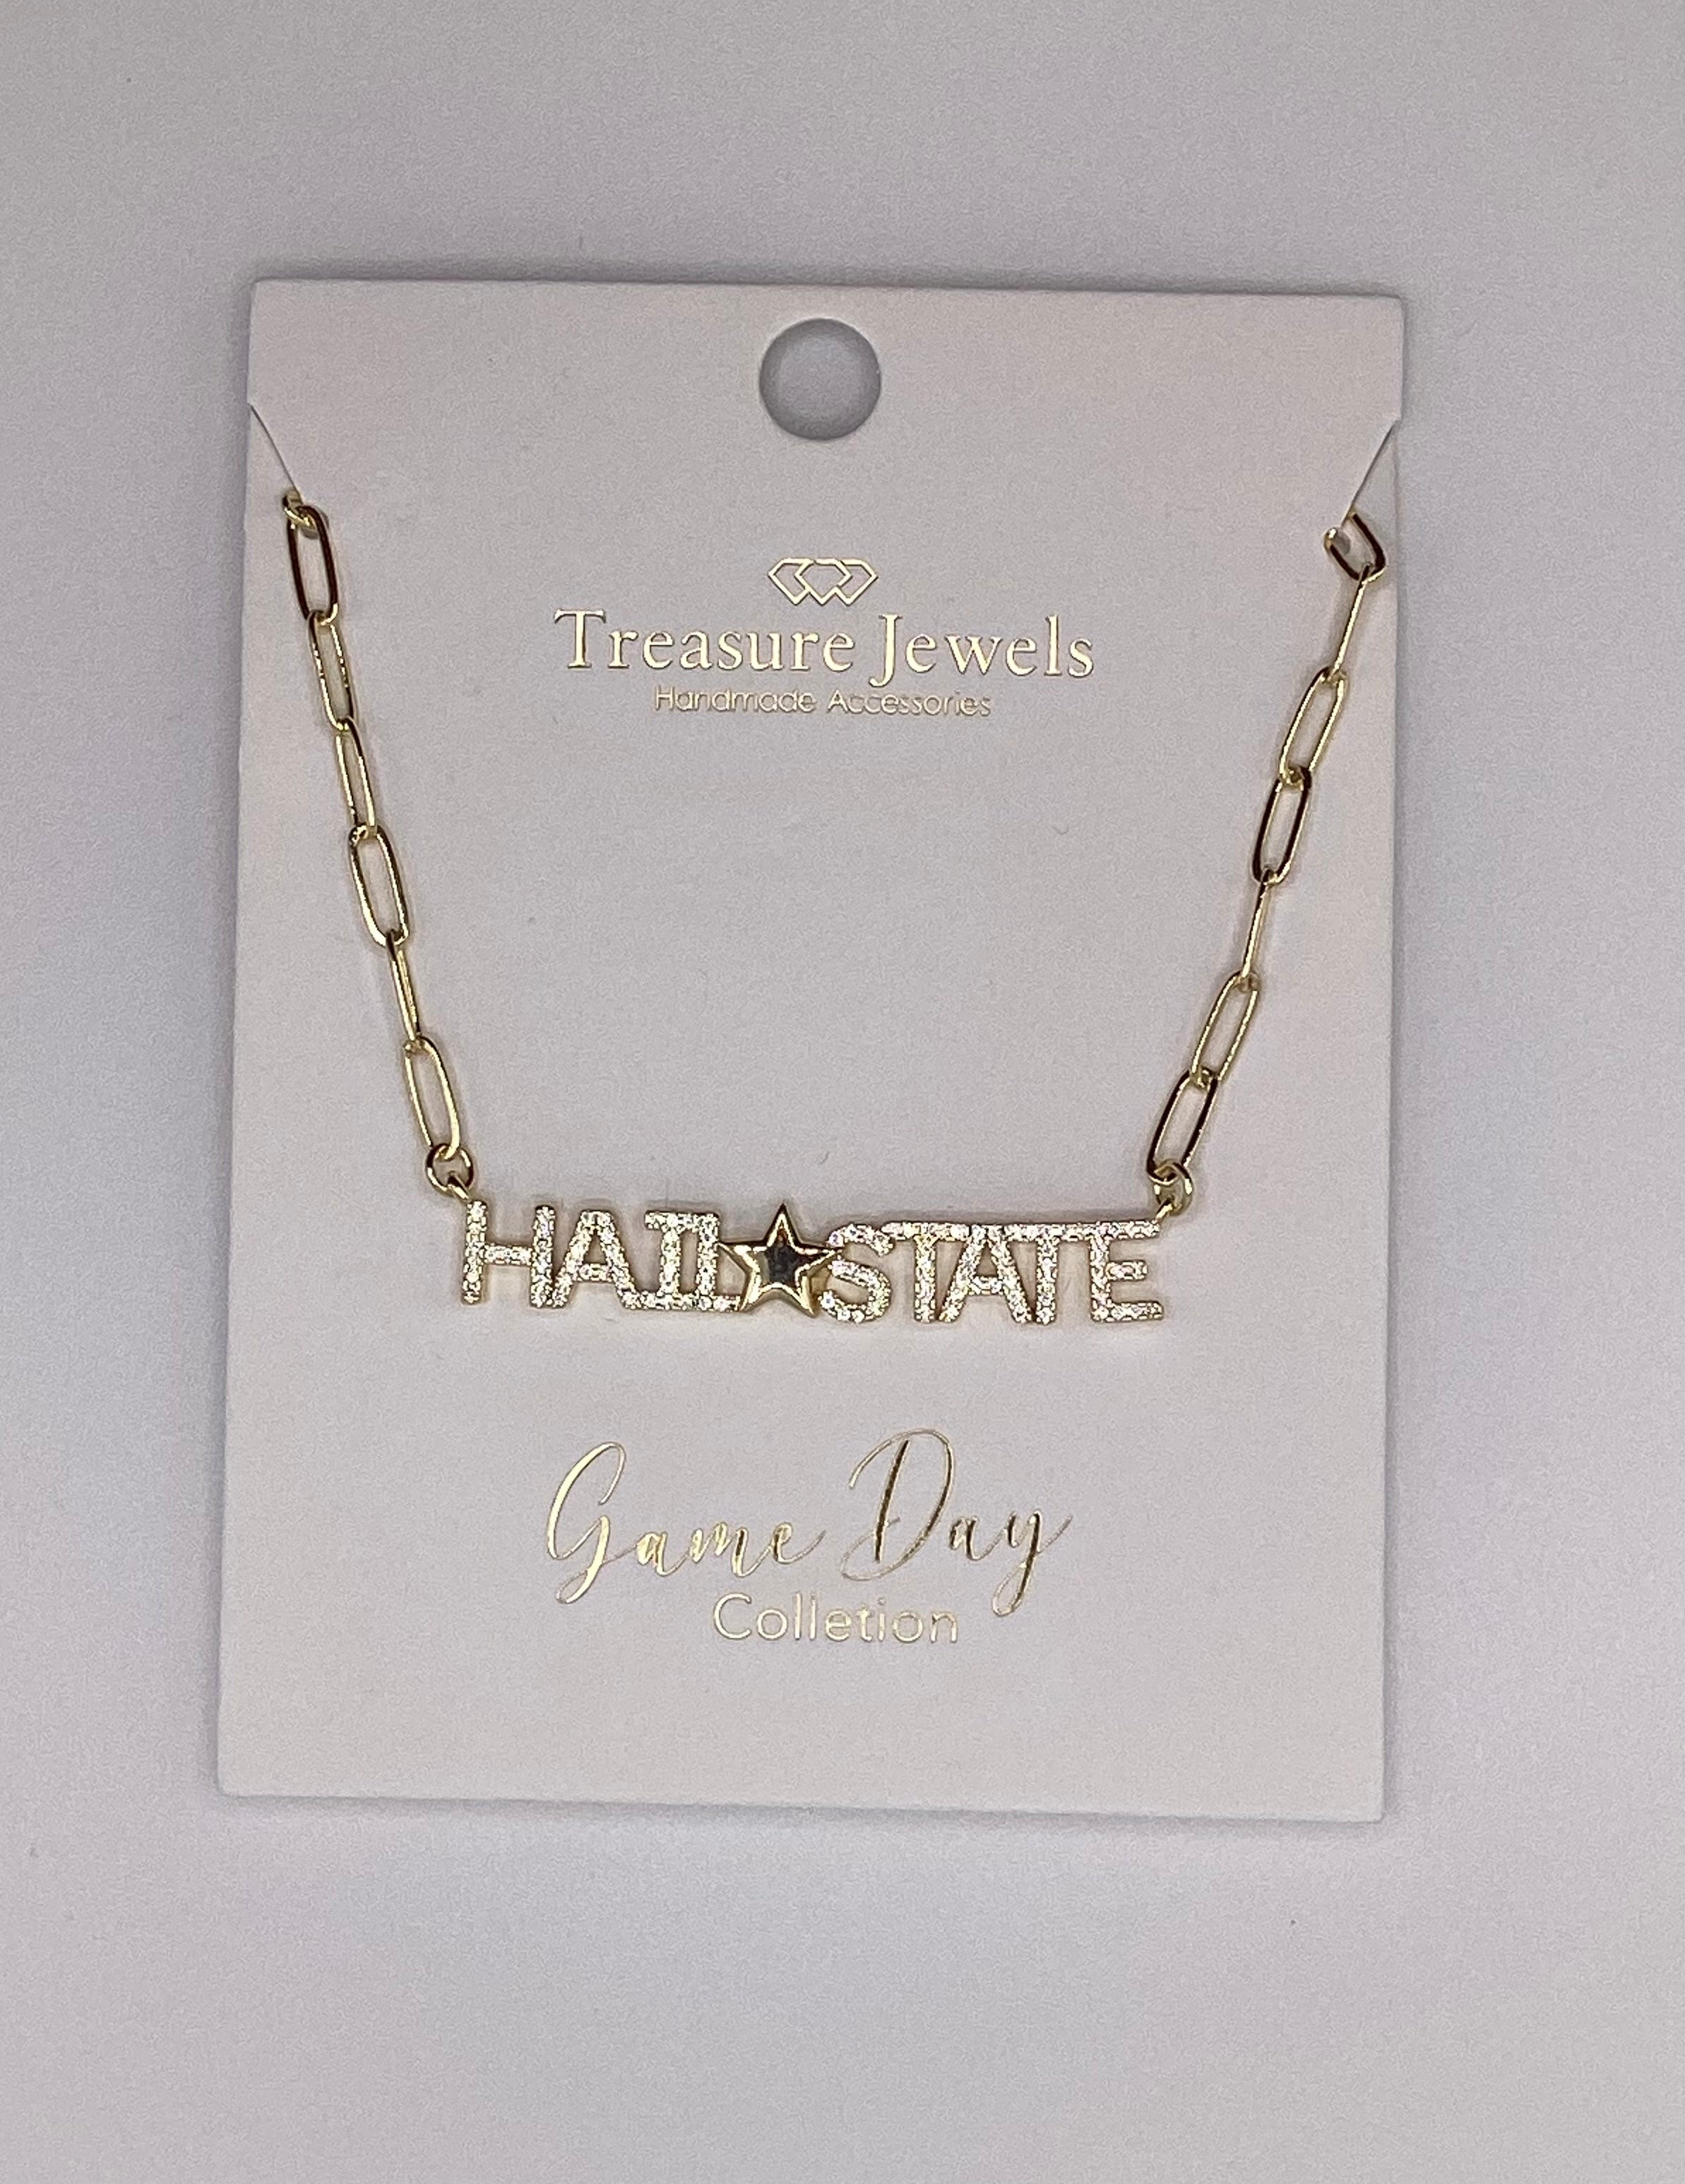 Treasure Jewels
Handmade Accessories
HAIL STATE
Game Day
Colletion